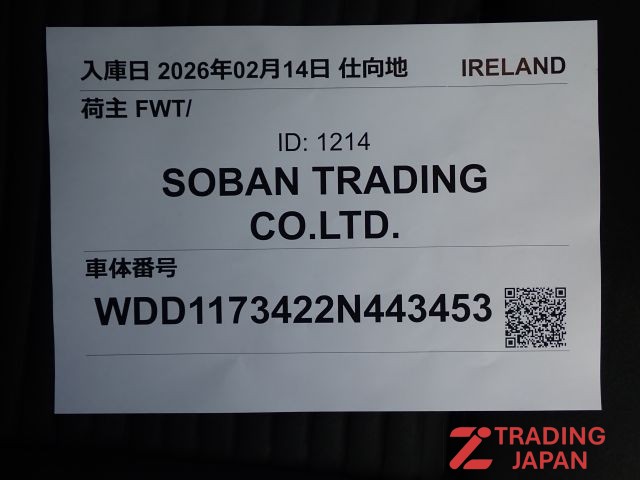 入庫日 2026年02月14日 仕向地 IRELAND
荷主 FWT/
ID: 1214
SOBAN TRADING
CO.LTD.
車体番号
WDD1173422N443453
TRADING
JAPAN